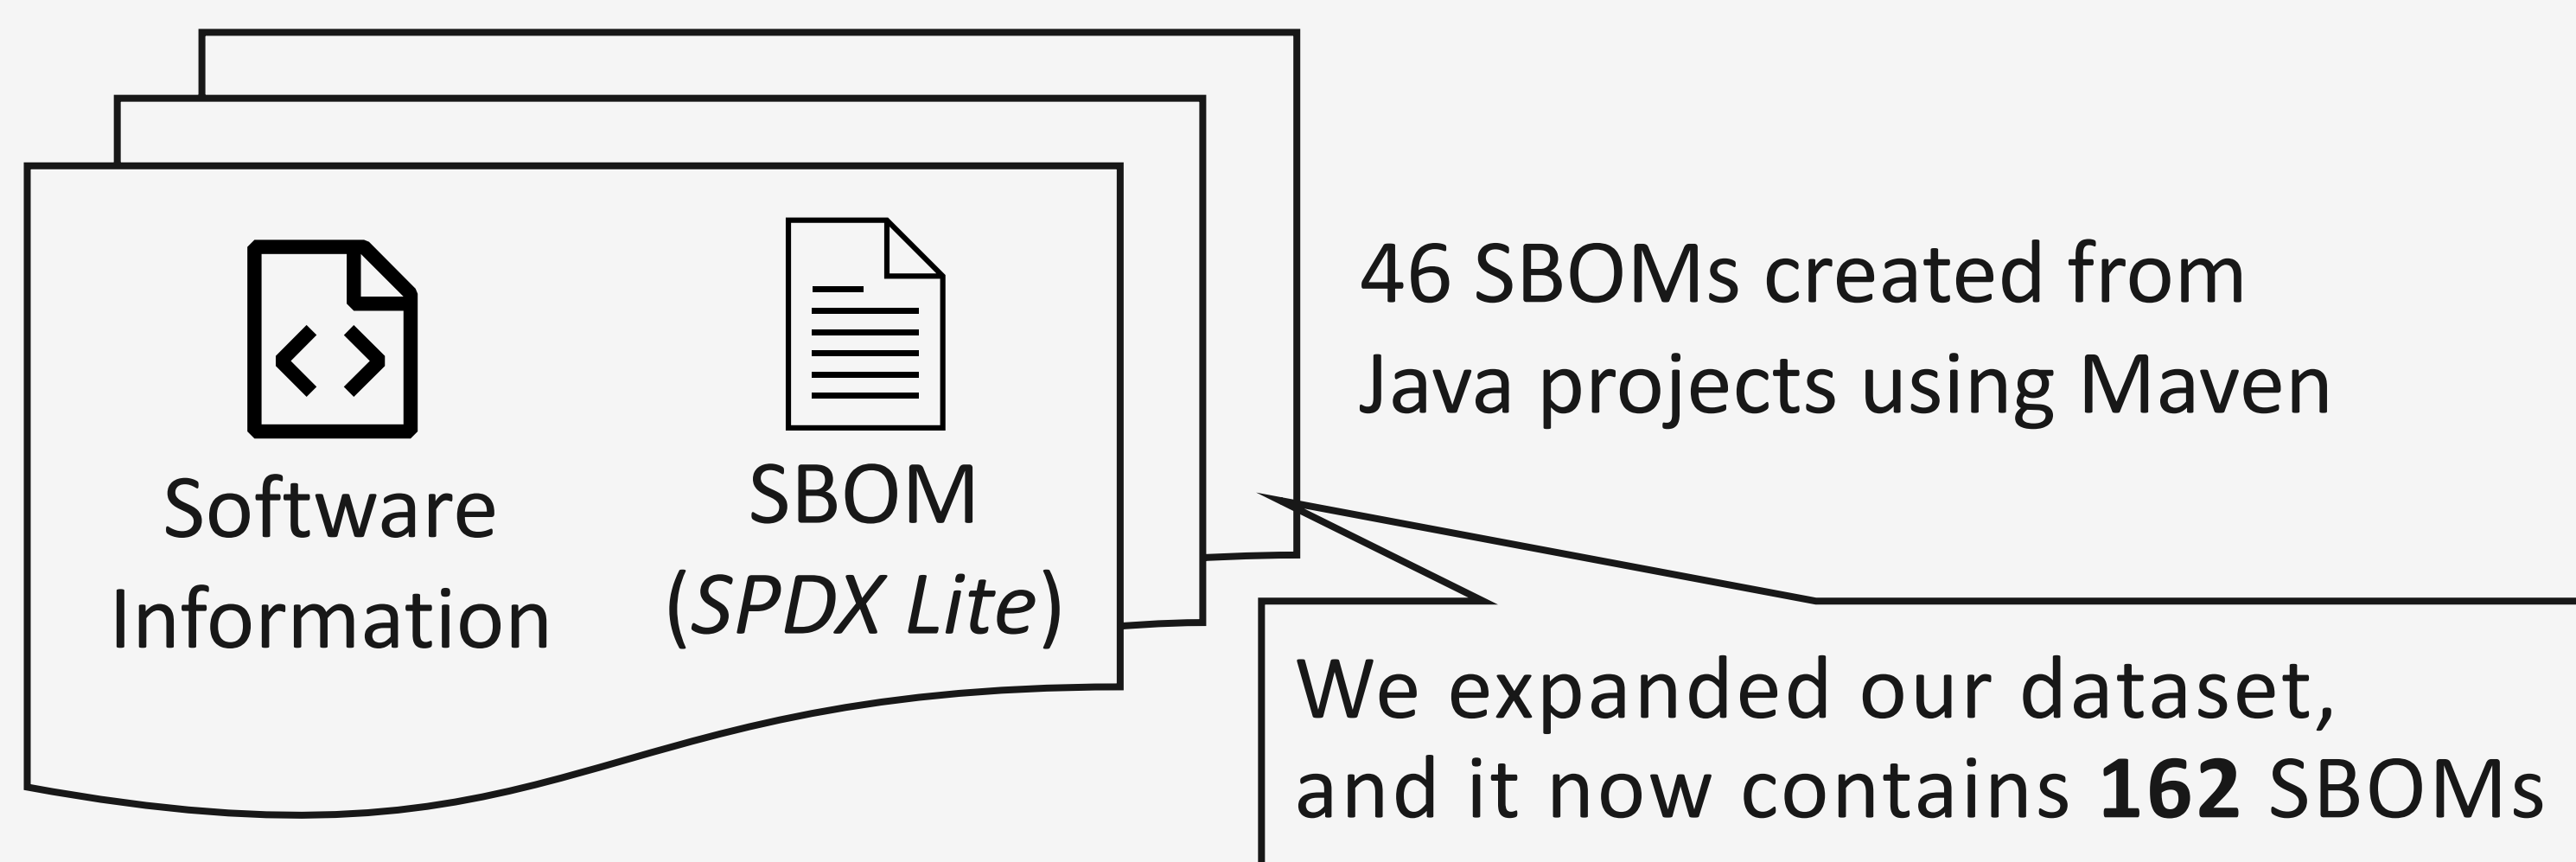 Software
Information
SBOM
(SPDX Lite)
46 SBOMs created from
Java projects using Maven
We expanded our dataset,
and it now contains 162 SBOMs